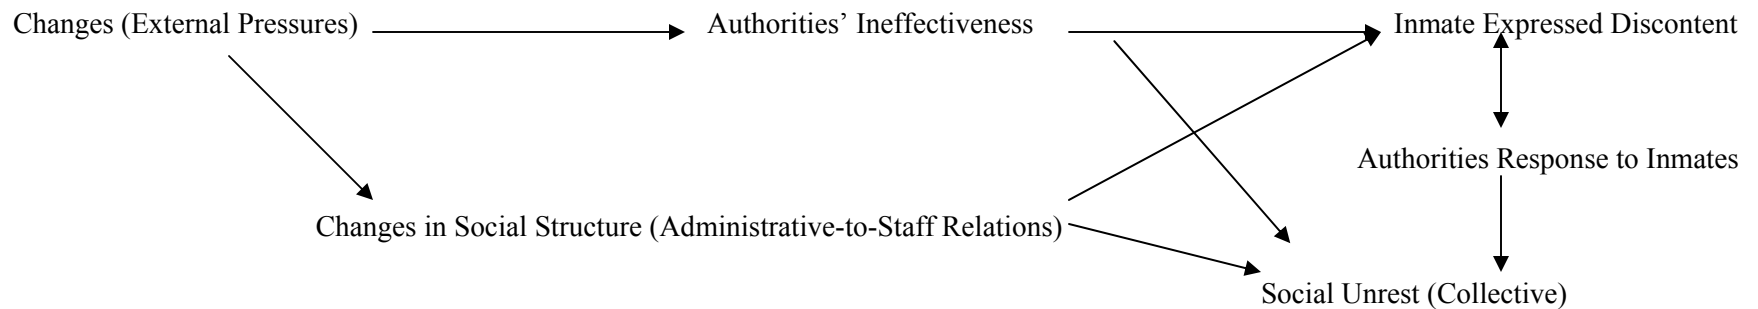 Changes (External Pressures)
Authorities’ Ineffectiveness
Inmate Expressed Discontent
Authorities Response to Inmates
Changes in Social Structure (Administrative-to-Staff Relations)
Social Unrest (Collective)